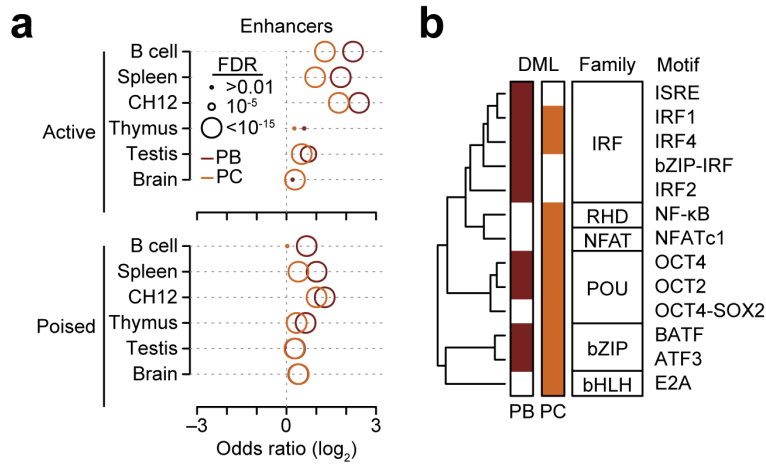 a
Enhancers
Active
B cell
Spleen
CH12
Thymus
Testis
Brain
FDR
>0.01
10-5
<10-15
PB
PC
Poised
B cell
Spleen
CH12
Thymus
Testis
Brain
–3 0 3
Odds ratio (log2)
b
DML Family Motif
IRF
RHD
NFAT
POU
bZIP
bHLH
ISRE
IRF1
IRF4
bZIP-IRF
IRF2
NF-κB
NFATc1
OCT4
OCT2
OCT4-SOX2
BATF
ATF3
E2A
PB PC